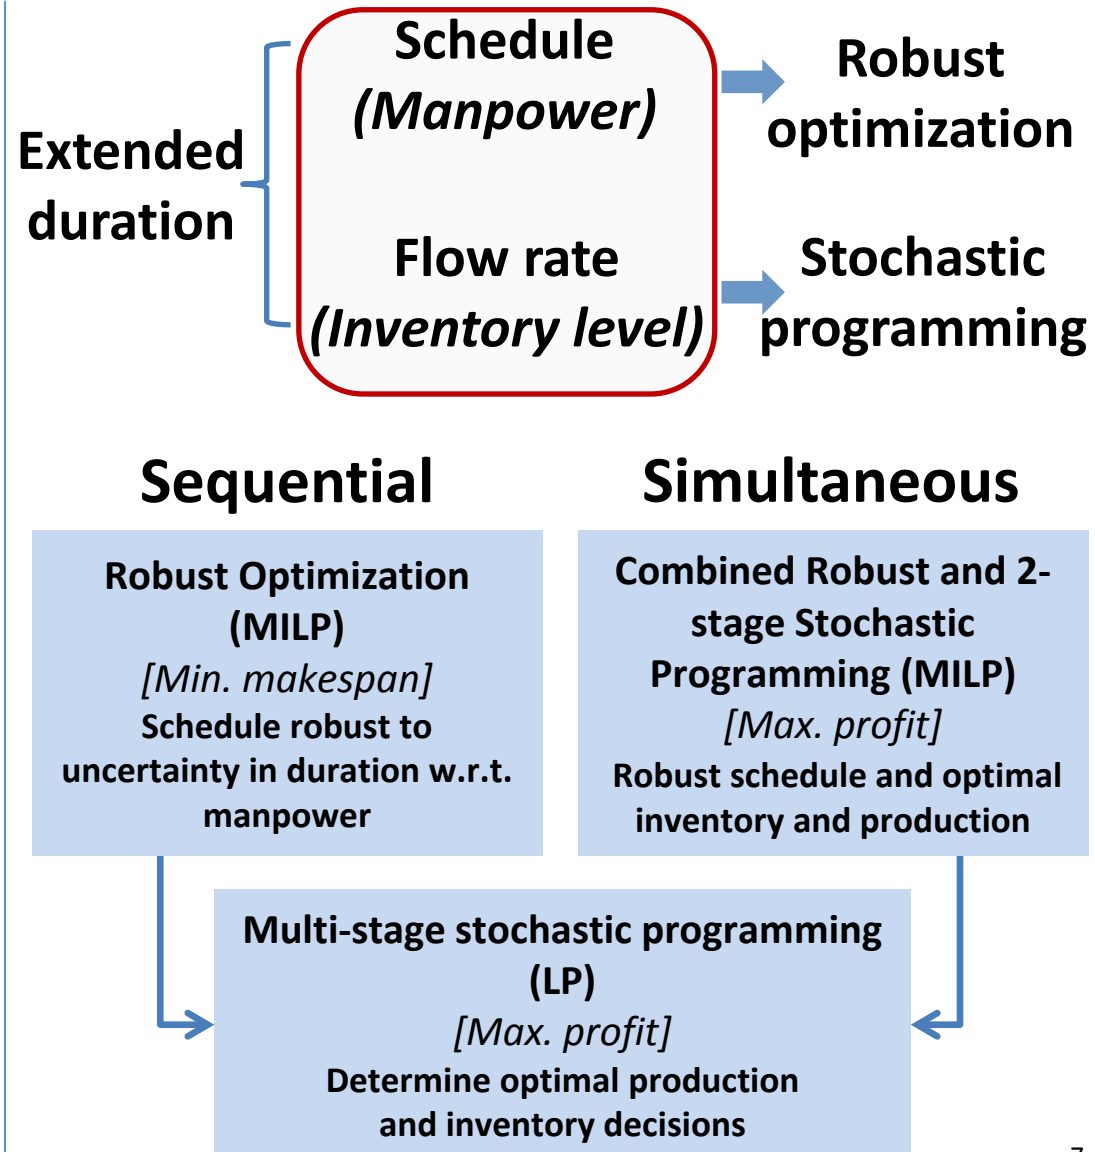 Schedule
(Manpower)
Robust
optimization
Extended
duration
Flow rate
(Inventory level)
Stochastic
programming
Sequential
Robust Optimization
(MILP)
[Min. makespan]
Schedule robust to
uncertainty in duration w.r.t.
manpower
Simultaneous
Combined Robust and 2-
stage Stochastic
Programming (MILP)
[Max. profit]
Robust schedule and optimal
inventory and production
Multi-stage stochastic programming
(LP)
[Max. profit]
Determine optimal production
and inventory decisions